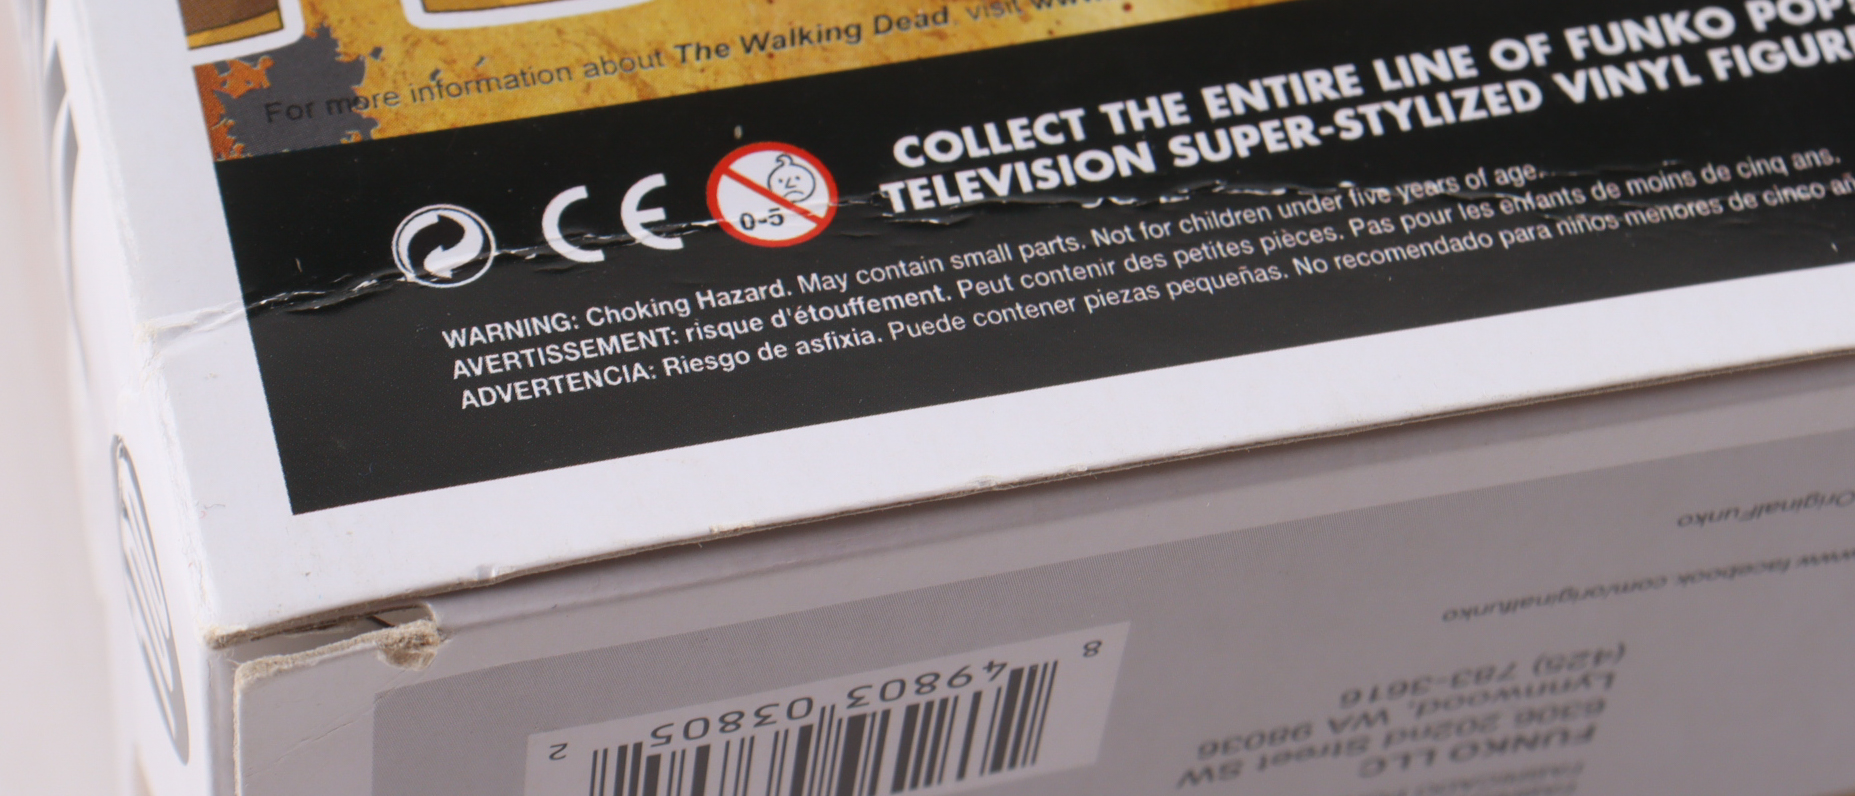 For more information about The Walking Dead, visit www.
COLLECT THE ENTIRE LINE OF FUNKO POP!
TELEVISION SUPER-STYLIZED VINYL FIGUR
CE
0-5
WARNING: Choking Hazard. May contain small parts. Not for children under five years of age.
AVERTISSEMENT: risque d'étouffement. Peut contenir des petites pièces. Pas pour les enfants de moins de cinq ans.
ADVERTENCIA: Riesgo de asfixia. Puede contener piezas pequeñas. No recomendado para niños menores de cinco añ
8 49803 03805 2
OriginalFunko
www.facebook.com/originalfunko
(425) 783-3616
Lynnwood, WA 98036
6306 202nd Street SW
FUNKO LLC